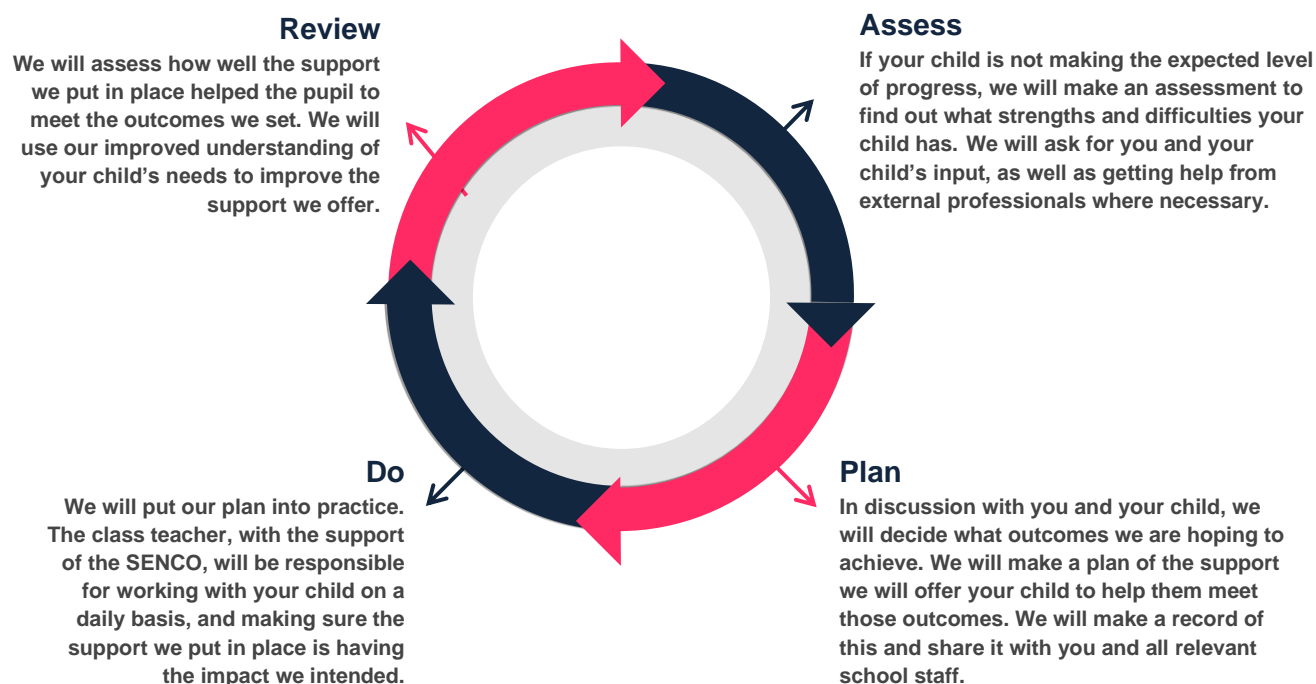 Review
We will assess how well the support
we put in place helped the pupil to
meet the outcomes we set. We will
use our improved understanding of
your child’s needs to improve the
support we offer.
Assess
If your child is not making the expected level
of progress, we will make an assessment to
find out what strengths and difficulties your
child has. We will ask for you and your
child’s input, as well as getting help from
external professionals where necessary.
Do
We will put our plan into practice.
The class teacher, with the support
of the SENCO, will be responsible
for working with your child on a
daily basis, and making sure the
support we put in place is having
the impact we intended.
Plan
In discussion with you and your child, we
will decide what outcomes we are hoping to
achieve. We will make a plan of the support
we will offer your child to help them meet
those outcomes. We will make a record of
this and share it with you and all relevant
school staff.